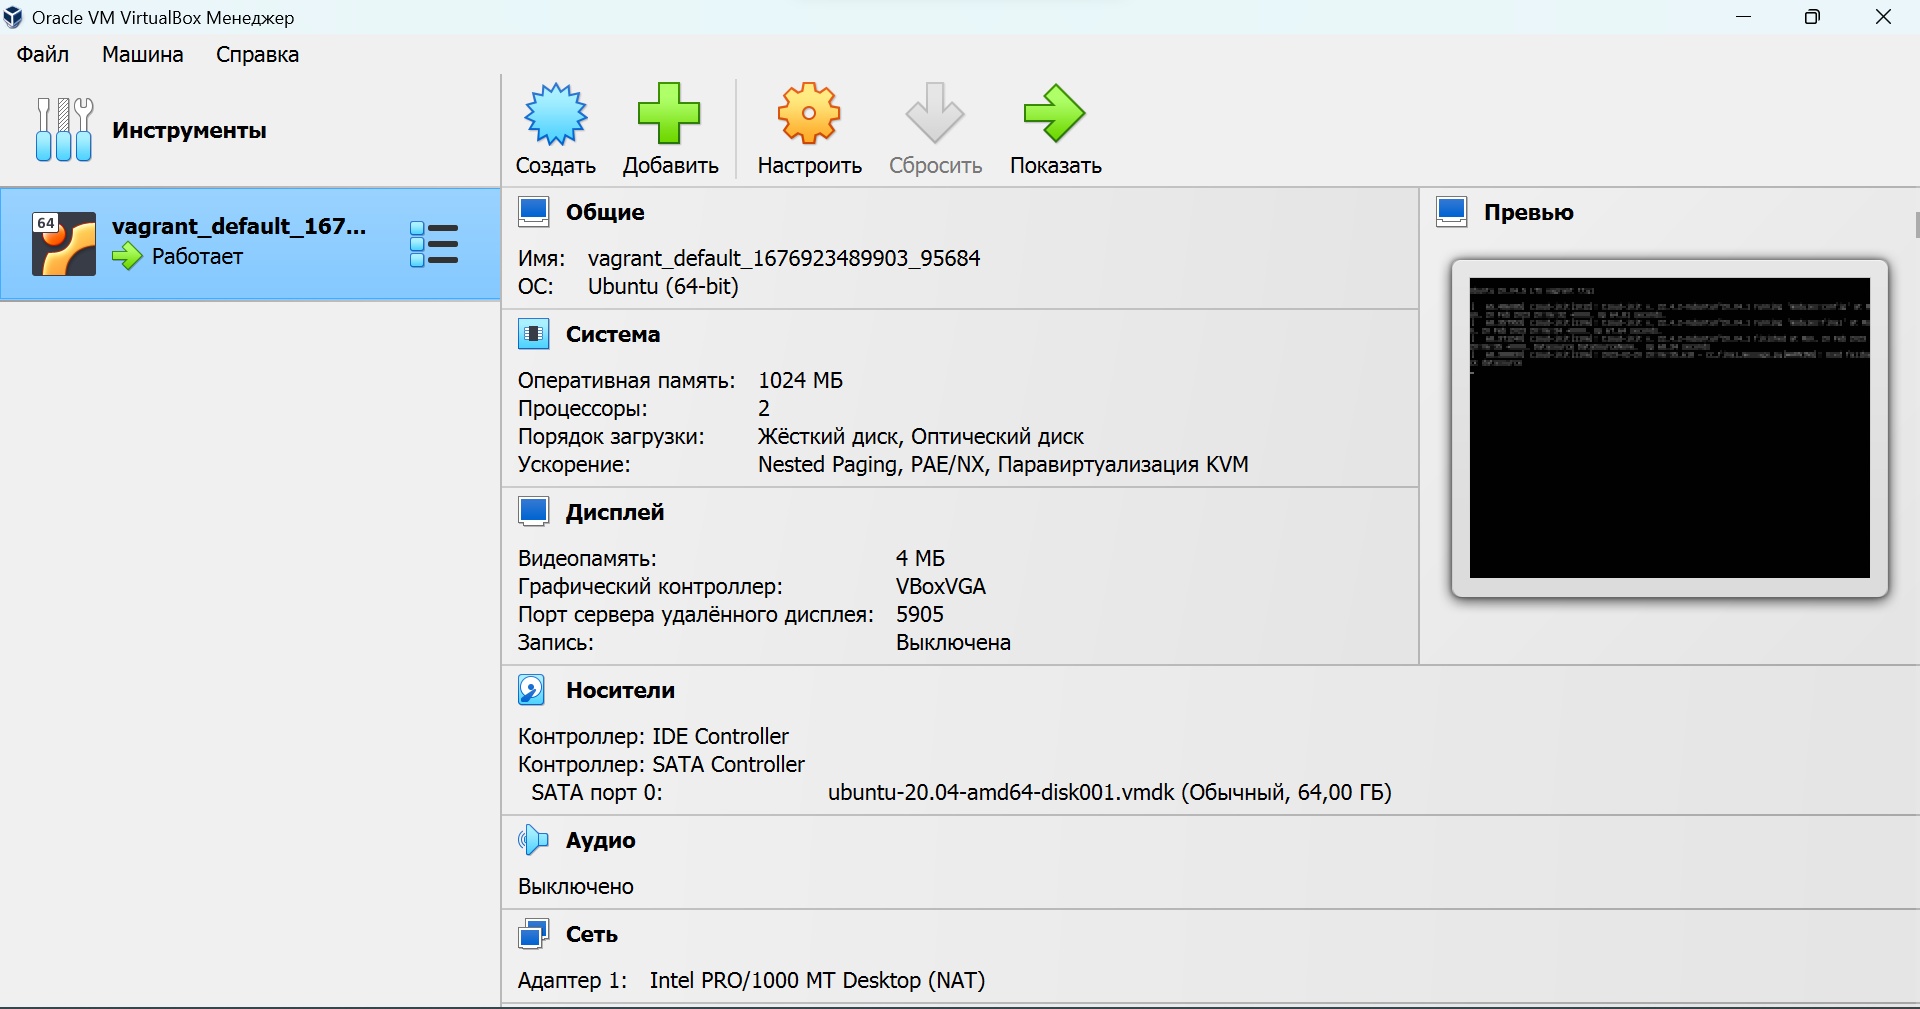 Oracle VM VirtualBox Менеджер
Файл Машина Справка
Инструменты
Создать Добавить Настроить Сбросить Показать
64
vagrant_default_167...
Работает
Общие
Имя: vagrant_default_1676923489903_95684
ОС: Ubuntu (64-bit)
Превью
Система
Оперативная память: 1024 МБ
Процессоры: 2
Порядок загрузки: Жёсткий диск, Оптический диск
Ускорение: Nested Paging, PAE/NX, Паравиртуализация KVM
Дисплей
Видеопамять: 4 МБ
Графический контроллер: VBoxVGA
Порт сервера удалённого дисплея: 5905
Запись: Выключена
Носители
Контроллер: IDE Controller
Контроллер: SATA Controller
SATA порт 0: ubuntu-20.04-amd64-disk001.vmdk (Обычный, 64,00 ГБ)
Аудио
Выключено
Сеть
Адаптер 1: Intel PRO/1000 MT Desktop (NAT)